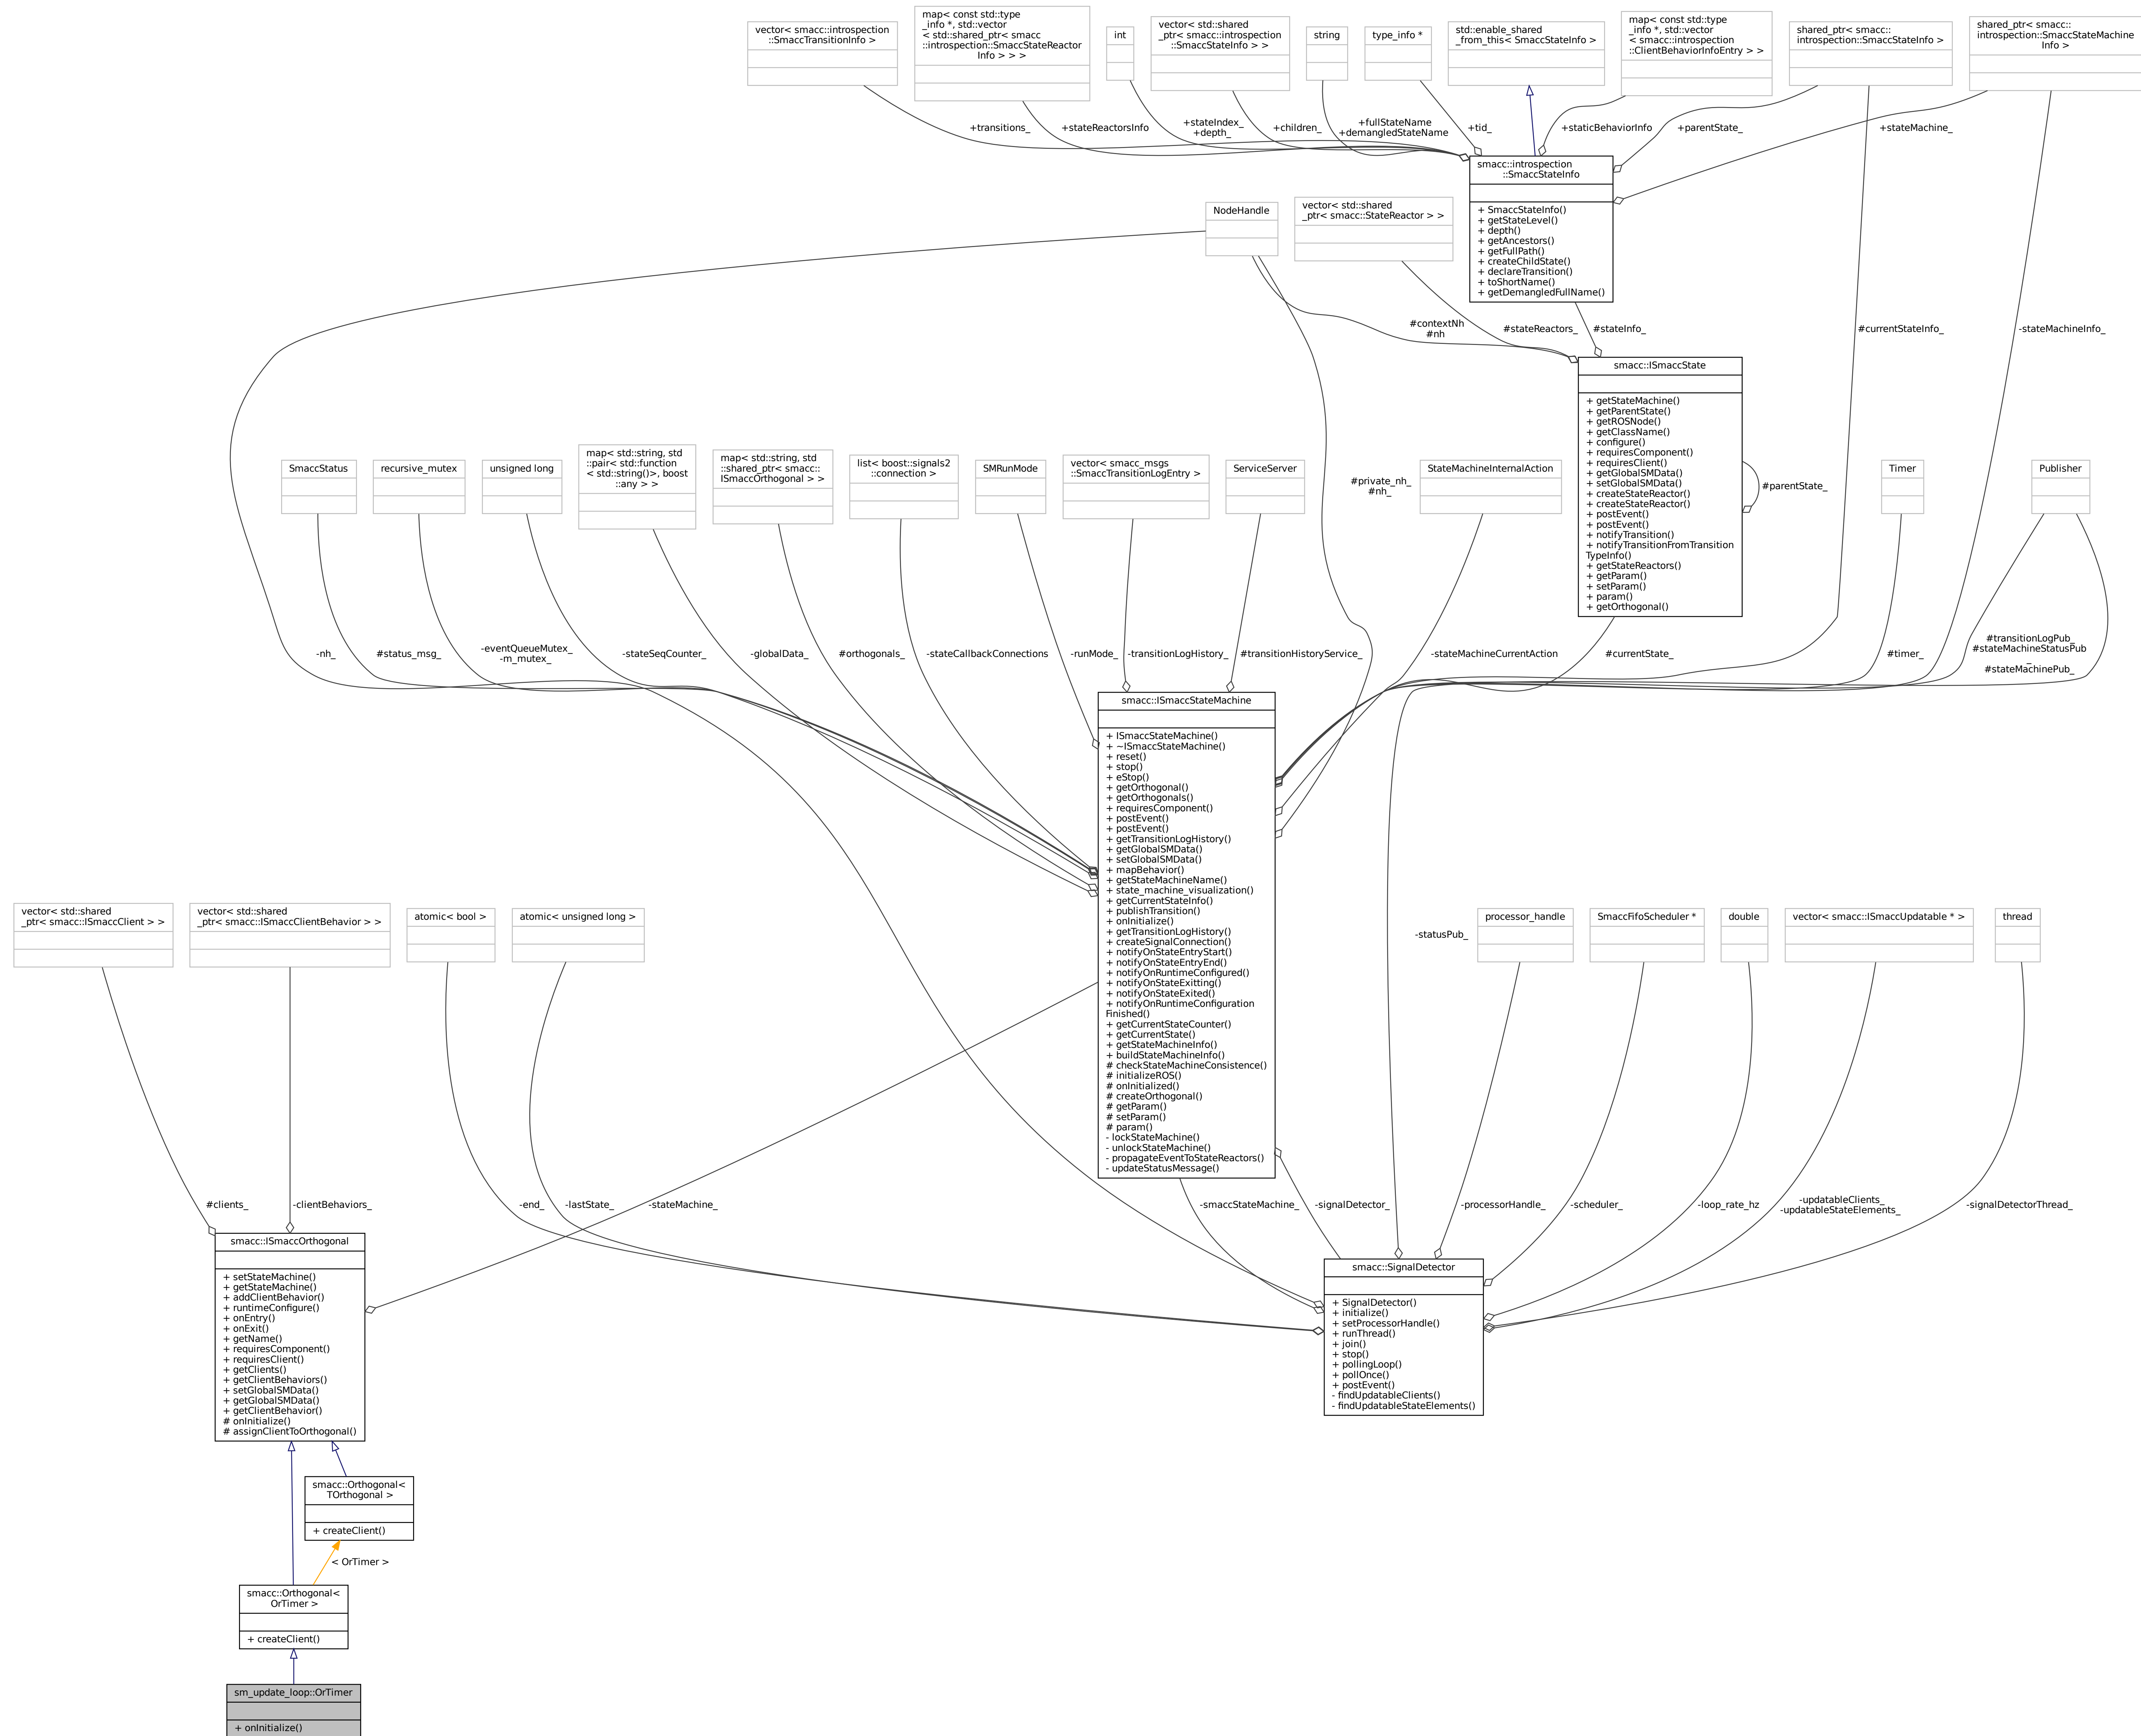 vector< smacc::introspection
::SmaccTransitionInfo >
map< const std::type
_info *, std::vector
< std::shared_ptr< smacc
::introspection::SmaccStateReactor
Info > > >
int
vector< std::shared
_ptr< smacc::introspection
::SmaccStateInfo > >
string
type_info *
std::enable_shared
_from_this< SmaccStateInfo >
map< const std::type
_info *, std::vector
< smacc::introspection
::ClientBehaviorInfoEntry > >
shared_ptr< smacc::
introspection::SmaccStateInfo >
shared_ptr< smacc::
introspection::SmaccStateMachine
Info >
+transitions_
+stateReactorsInfo
+stateIndex_
+depth_
+children_
+fullStateName
+demangledStateName
+tid_
+staticBehaviorInfo
+parentState_
+stateMachine_
smacc::introspection
::SmaccStateInfo
+ SmaccStateInfo()
+ getStateLevel()
+ depth()
+ getAncestors()
+ getFullPath()
+ createChildState()
+ declareTransition()
+ toShortName()
+ getDemangledFullName()
NodeHandle
vector< std::shared
_ptr< smacc::StateReactor > >
#contextNh
#nh
#stateReactors_
#stateInfo_
#currentStateInfo_
-stateMachineInfo_
smacc::ISmaccState
+ getStateMachine()
+ getParentState()
+ getROSNode()
+ getClassName()
+ configure()
+ requiresComponent()
+ requiresClient()
+ getGlobalSMData()
+ setGlobalSMData()
+ createStateReactor()
+ createStateReactor()
+ postEvent()
+ postEvent()
+ notifyTransition()
+ notifyTransitionFromTransition
TypeInfo()
+ getStateReactors()
+ getParam()
+ setParam()
+ param()
+ getOrthogonal()
#parentState_
SmaccStatus
recursive_mutex
unsigned long
map< std::string, std
::pair< std::function
< std::string()>, boost
::any > >
map< std::string, std
::shared_ptr< smacc::
ISmaccOrthogonal > >
list< boost::signals2
::connection >
SMRunMode
vector< smacc_msgs
::SmaccTransitionLogEntry >
ServiceServer
#private_nh_
#nh_
StateMachineInternalAction
Timer
Publisher
-nh_
#status_msg_
-eventQueueMutex_
-m_mutex_
-stateSeqCounter_
-globalData_
#orthogonals_
-stateCallbackConnections
-runMode_
-transitionLogHistory_
#transitionHistoryService_
-stateMachineCurrentAction
#currentState_
#timer_
#transitionLogPub_
#stateMachineStatusPub
_
#stateMachinePub_
smacc::ISmaccStateMachine
+ ISmaccStateMachine()
+ ~ISmaccStateMachine()
+ reset()
+ stop()
+ eStop()
+ getOrthogonal()
+ getOrthogonals()
+ requiresComponent()
+ postEvent()
+ postEvent()
+ getTransitionLogHistory()
+ getGlobalSMData()
+ setGlobalSMData()
+ mapBehavior()
+ getStateMachineName()
+ state_machine_visualization()
+ getCurrentStateInfo()
+ publishTransition()
+ onInitialize()
+ getTransitionLogHistory()
+ createSignalConnection()
+ notifyOnStateEntryStart()
+ notifyOnStateEntryEnd()
+ notifyOnRuntimeConfigured()
+ notifyOnStateExitting()
+ notifyOnStateExited()
+ notifyOnRuntimeConfiguration
Finished()
+ getCurrentStateCounter()
+ getCurrentState()
+ getStateMachineInfo()
+ buildStateMachineInfo()
# checkStateMachineConsistence()
# initializeROS()
# onInitialized()
# createOrthogonal()
# getParam()
# setParam()
# param()
- lockStateMachine()
- unlockStateMachine()
- propagateEventToStateReactors()
- updateStatusMessage()
vector< std::shared
_ptr< smacc::ISmaccClient > >
vector< std::shared
_ptr< smacc::ISmaccClientBehavior > >
atomic< bool >
atomic< unsigned long >
-statusPub_
processor_handle
SmaccFifoScheduler *
double
vector< smacc::ISmaccUpdatable * >
thread
#clients_
-clientBehaviors_
-end_
-lastState_
-stateMachine_
-smaccStateMachine_
-signalDetector_
-processorHandle_
-scheduler_
-loop_rate_hz
-updatableClients_
-updatableStateElements_
-signalDetectorThread_
smacc::ISmaccOrthogonal
+ setStateMachine()
+ getStateMachine()
+ addClientBehavior()
+ runtimeConfigure()
+ onEntry()
+ onExit()
+ getName()
+ requiresComponent()
+ requiresClient()
+ getClients()
+ getClientBehaviors()
+ setGlobalSMData()
+ getGlobalSMData()
+ getClientBehavior()
# onInitialize()
# assignClientToOrthogonal()
smacc::SignalDetector
+ SignalDetector()
+ initialize()
+ setProcessorHandle()
+ runThread()
+ join()
+ stop()
+ pollingLoop()
+ pollOnce()
+ postEvent()
- findUpdatableClients()
- findUpdatableStateElements()
smacc::Orthogonal<
TOrthogonal >
+ createClient()
< OrTimer >
smacc::Orthogonal<
OrTimer >
+ createClient()
sm_update_loop::OrTimer
+ onInitialize()